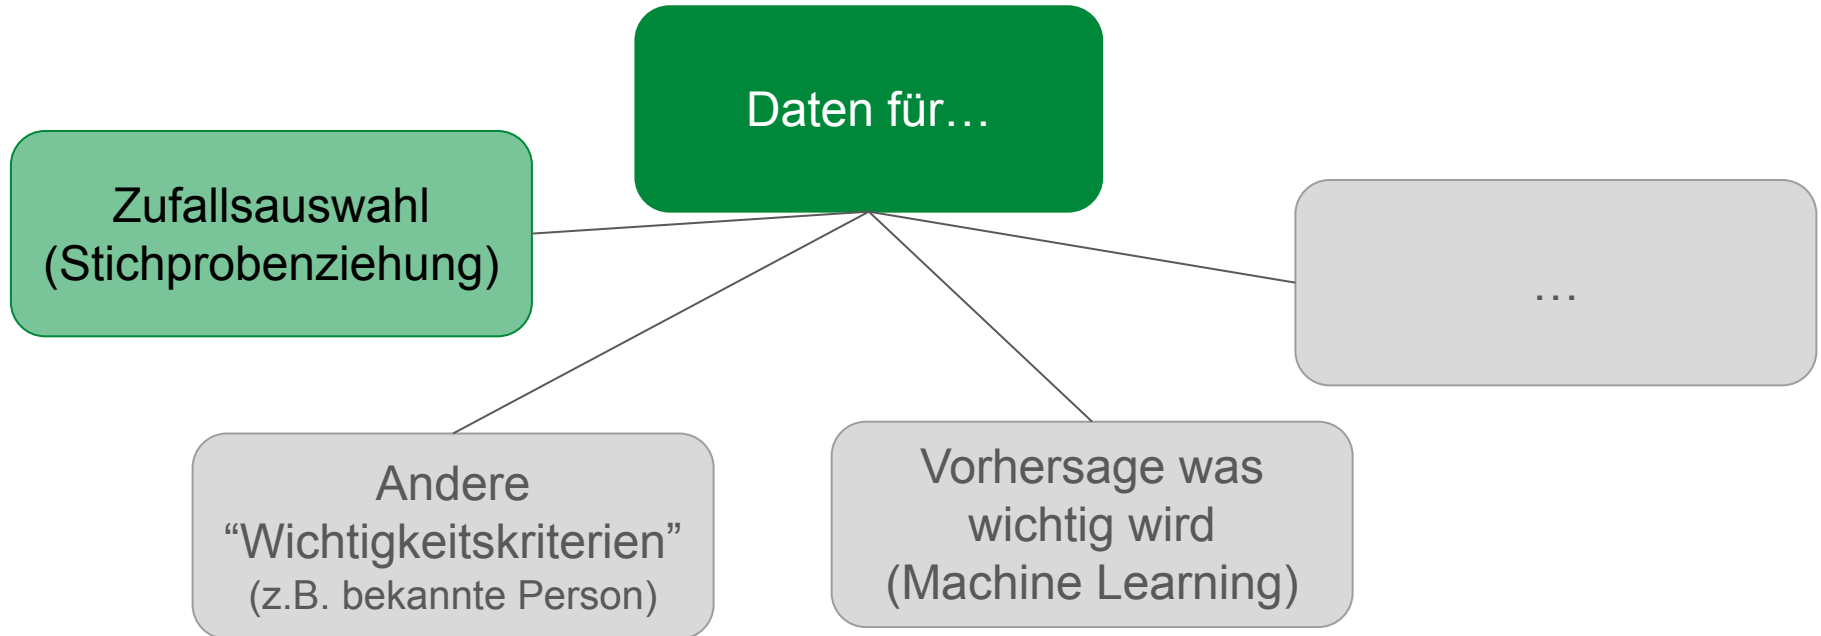 Daten für…
Zufallsauswahl
(Stichprobenziehung)
…
Andere
“Wichtigkeitskriterien”
(z.B. bekannte Person)
Vorhersage was
wichtig wird
(Machine Learning)